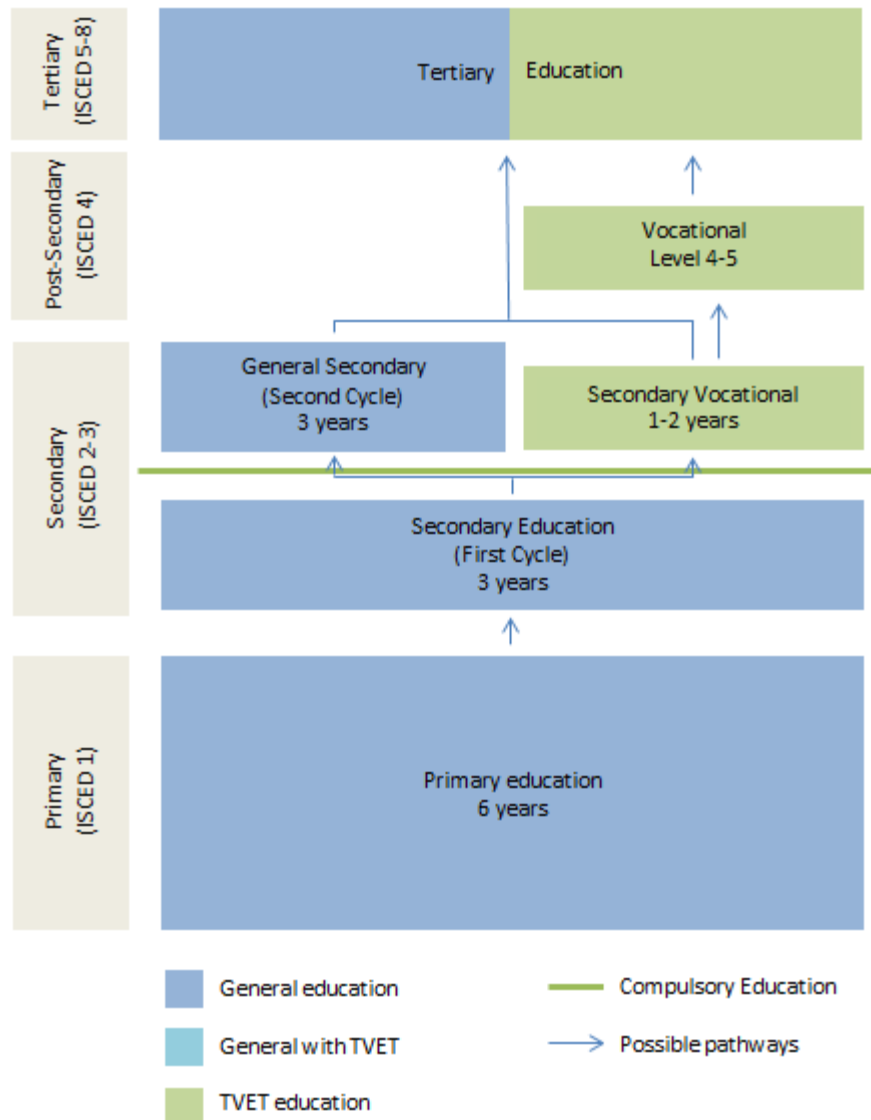 Tertiary
(ISCED 5-8)
Tertiary
Education
Post-Secondary
(ISCED 4)
Vocational
Level 4-5
Secondary
(ISCED 2-3)
General Secondary
(Second Cycle)
3 years
Secondary Vocational
1-2 years
Secondary Education
(First Cycle)
3 years
Primary
(ISCED 1)
Primary education
6 years
General education
Compulsory Education
General with TVET
Possible pathways
TVET education